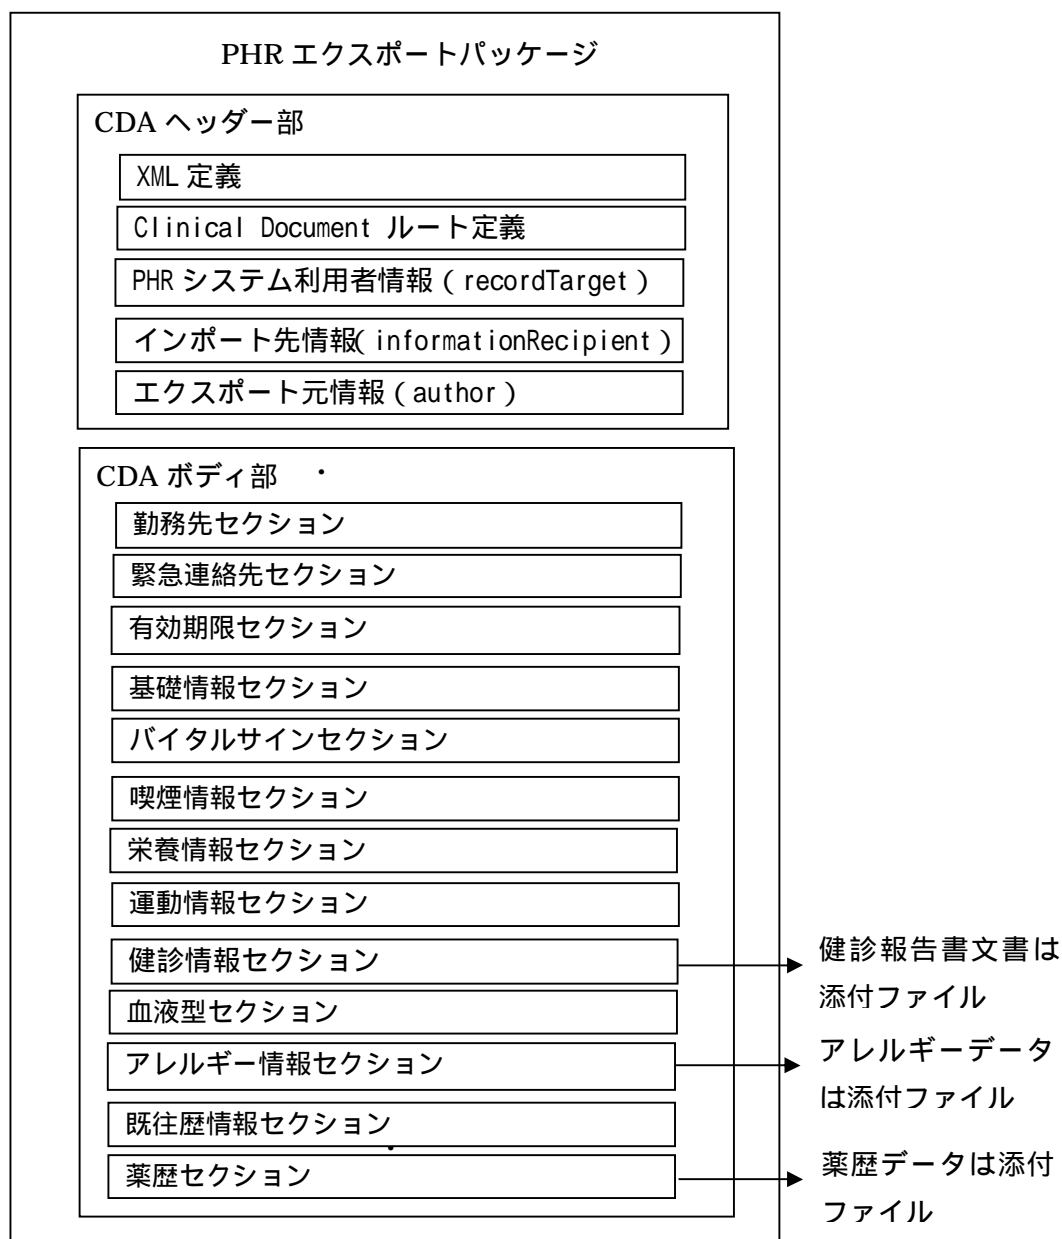 PHR エクスポートパッケージ
CDA ヘッダー部
XML 定義
Clinical Document ルート定義
PHR システム利用者情報（recordTarget）
インポート先情報（informationRecipient）
エクスポート元情報（author）
CDA ボディ部
勤務先セクション
緊急連絡先セクション
有効期限セクション
基礎情報セクション
バイタルサインセクション
喫煙情報セクション
栄養情報セクション
運動情報セクション
健診情報セクション
健診報告書文書は
添付ファイル
血液型セクション
アレルギー情報セクション
アレルギーデータ
は添付ファイル
既往歴情報セクション
薬歴セクション
薬歴データは添付
ファイル